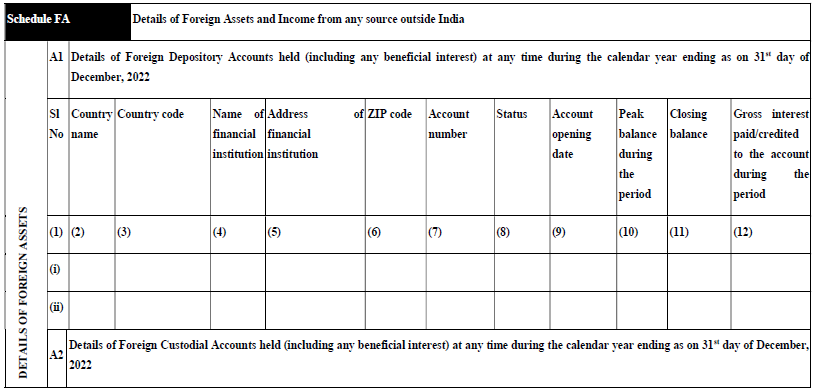 Schedule FA
Details of Foreign Assets and Income from any source outside India
DETAILS OF FOREIGN ASSETS
A1
Details of Foreign Depository Accounts held (including any beneficial interest) at any time during the calendar year ending as on 31st day of
December, 2022
Sl
No
Country
name
Country code
Name of
financial
institution
Address of
financial
institution
ZIP code
Account
number
Status
Account
opening
date
Peak
balance
during
the
period
Closing
balance
Gross interest
paid/credited
to the account
during the
period
(1) (2) (3) (4) (5) (6) (7) (8) (9) (10) (11) (12)
(i)
(ii)
A2
Details of Foreign Custodial Accounts held (including any beneficial interest) at any time during the calendar year ending as on 31st day of December,
2022